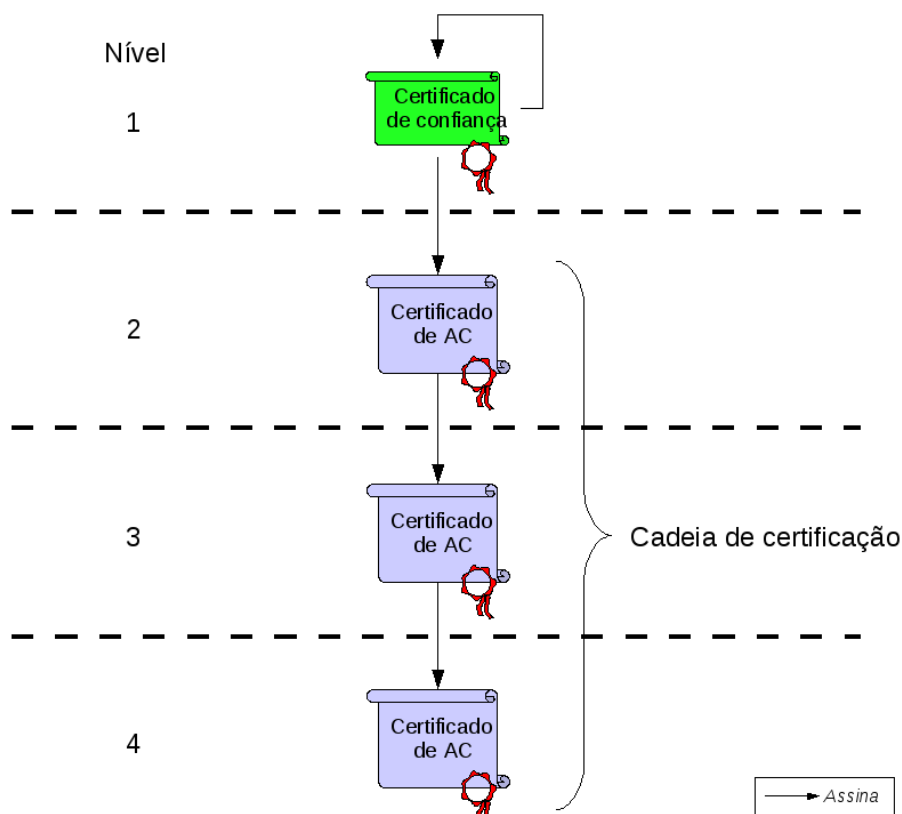 Nível
1
Certificado
de confiança
2
Certificado
de AC
3
Certificado
de AC
Cadeia de certificação
4
Certificado
de AC
Assina